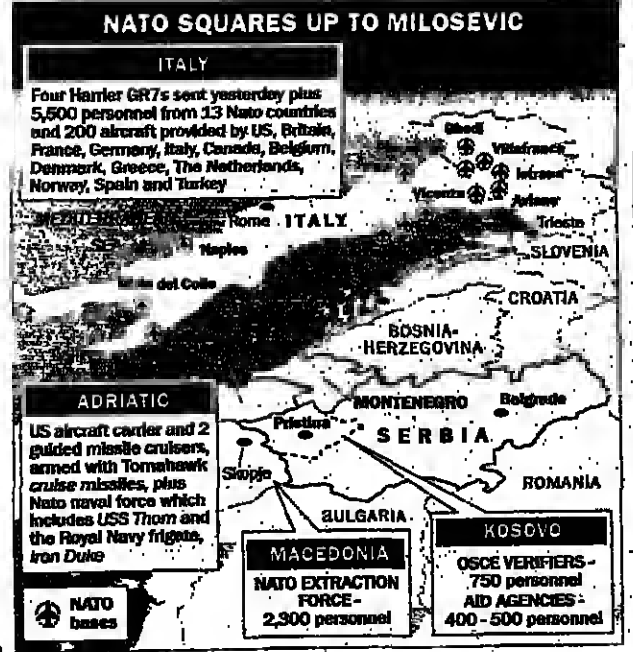 NATO SQUARES UP TO MILOSEVIC
ITALY
Four Harrier GR7s sent yesterday plus
5,500 personnel from 13 Nato countries
and 200 aircraft provided by US, Britain,
France, Germany, Italy, Canada, Belgium,
Denmark, Greece, The Netherlands,
Norway, Spain and Turkey
Ghedi
Villafranca
Istrana
Vicenza
Aviano
Trieste
Rome
ITALY
Naples
del Colle
SLOVENIA
CROATIA
BOSNIA-
HERZEGOVINA
ADRIATIC
US aircraft carrier and 2
guided missile cruisers,
armed with Tomahawk
cruise missiles, plus
Nato naval force which
includes USS Thorn and
the Royal Navy frigate,
Iron Duke
MONTENEGRO
Belgrade
Pristina
SERBIA
Skopje
ROMANIA
BULGARIA
MACEDONIA
NATO EXTRACTION
FORCE -
2,300 personnel
KOSOVO
OSCE VERIFIERS -
750 personnel
AID AGENCIES -
400 - 500 personnel
NATO
bases